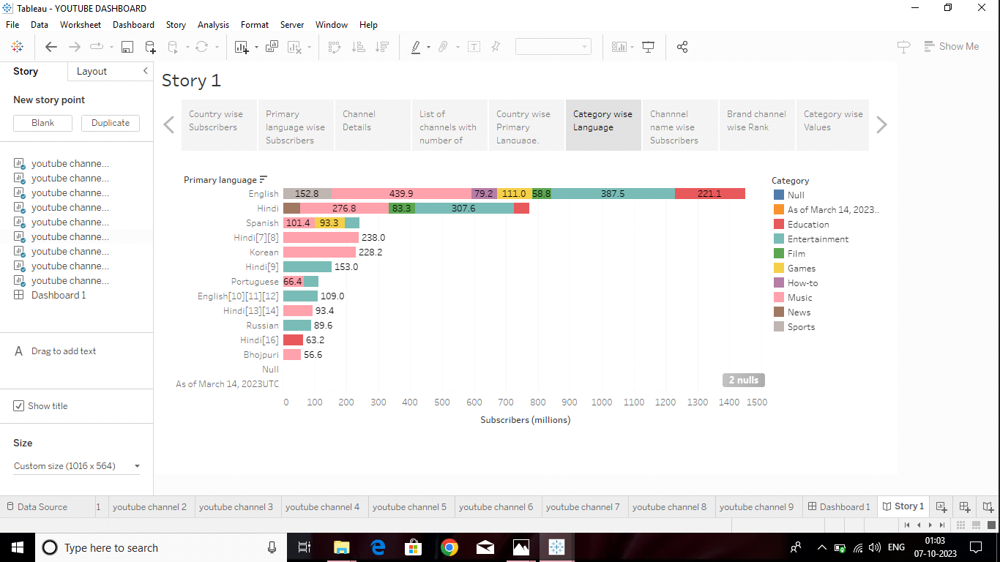 Tableau - YOUTUBE DASHBOARD
File Data Worksheet Dashboard Story Analysis Format Server Window Help
Show Me
Story Layout
New story point
Blank Duplicate
youtube channe...
youtube channe...
youtube channe...
youtube channe...
youtube channe...
youtube channe...
youtube channe...
youtube channe...
youtube channe...
Dashboard 1
A Drag to add text
Show title
Size
Custom size (1016 x 564)
Story 1
Country wise
Subscribers
Primary
language wise
Subscribers
Channel
Details
List of
channels with
number of
Country wise
Primary
Language.
Category wise
Language
Channnel
name wise
Subscribers
Brand channel
wise Rank
Category wise
Values
Primary language
English 152.8 439.9 79.2 111.0 58.8 387.5 221.1
Hindi 276.8 83.3 307.6
Spanish 101.4 93.3
Hindi[7][8] 238.0
Korean 228.2
Hindi[9] 153.0
Portuguese 66.4
English[10][11][12] 109.0
Hindi[13][14] 93.4
Russian 89.6
Hindi[16] 63.2
Bhojpuri 56.6
Null
As of March 14, 2023UTC
2 nulls
0 100 200 300 400 500 600 700 800 900 1000 1100 1200 1300 1400 1500
Subscribers (millions)
Category
Null
As of March 14, 2023..
Education
Entertainment
Film
Games
How-to
Music
News
Sports
Data Source 1 youtube channel 2 youtube channel 3 youtube channel 4 youtube channel 5 youtube channel 6 youtube channel 7 youtube channel 8 youtube channel 9 Dashboard 1 Story 1
Type here to search
ENG
01:03
07-10-2023